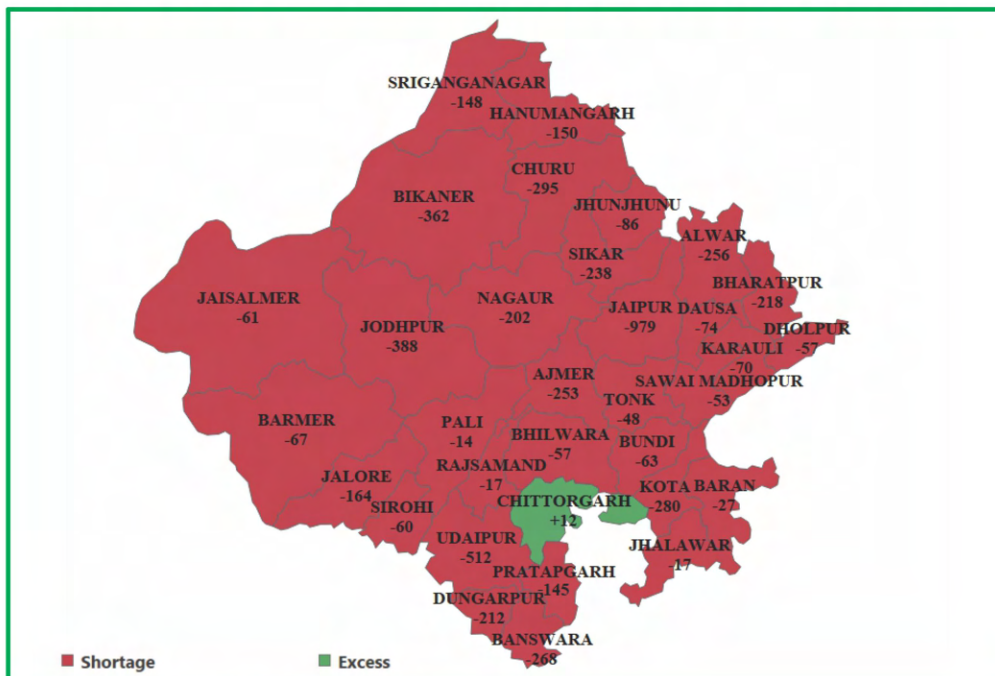 SRIGANGANAGAR
-148
HANUMANGARH
-150
CHURU
-295
BIKANER
-362
JHUNJHUNU
-86
ALWAR
-256
SIKAR
-238
BHARATPUR
-218
JAISALMER
-61
NAGAUR
-202
JAIPUR
-979
DAUSA
-74
JODHPUR
-388
DHOLPUR
-57
KARAULI
-70
AJMER
-253
SAWAI MADHOPUR
-53
TONK
-48
BARMER
-67
PALI
-14
BHILWARA
-57
BUNDI
-63
RAJSAMAND
-17
JALORE
-164
SIROHI
-60
CHITTORGARH
+12
KOTA
-280
BARAN
-27
UDAIPUR
-512
JHALAWAR
-17
PRATAPGARH
-145
DUNGARPUR
-212
BANSWARA
-268
Shortage
Excess